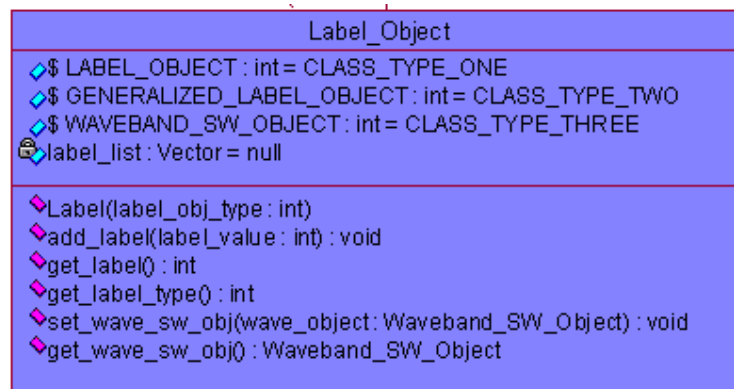 Label_Object
$ LABEL_OBJECT : int = CLASS_TYPE_ONE
$ GENERALIZED_LABEL_OBJECT : int = CLASS_TYPE_TWO
$ WAVEBAND_SW_OBJECT : int = CLASS_TYPE_THREE
label_list : Vector = null
Label(label_obj_type : int)
add_label(label_value : int) : void
get_label() : int
get_label_type() : int
set_wave_sw_obj(wave_object : Waveband_SW_Object) : void
get_wave_sw_obj() : Waveband_SW_Object